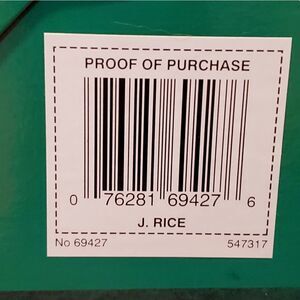 PROOF OF PURCHASE
0 76281 69427 6
J. RICE
No 69427 547317